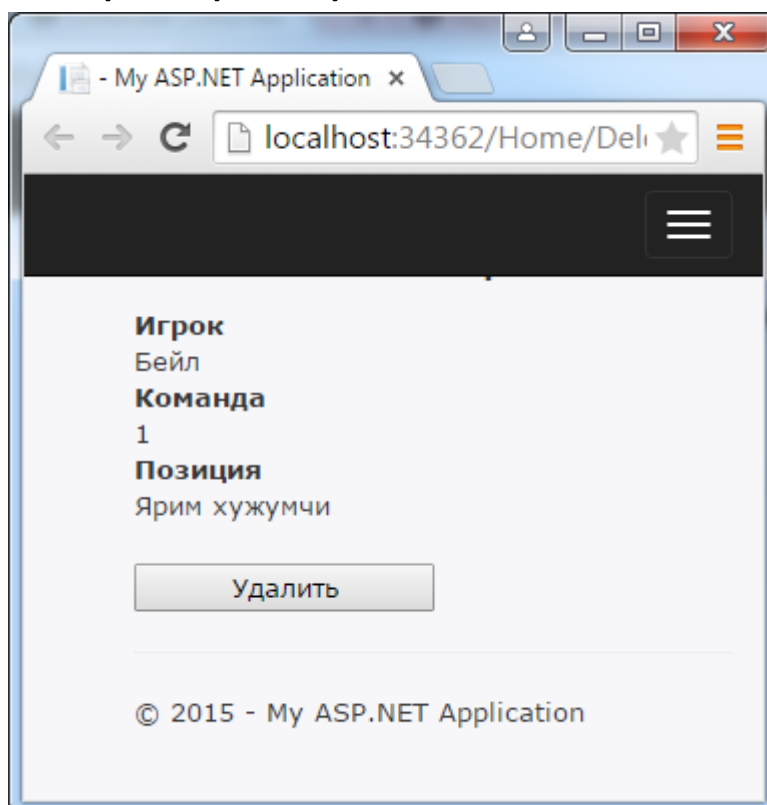 - My ASP.NET Application
localhost:34362/Home/Del
Игрок
Бейл
Команда
1
Позиция
Ярим хужумчи
Удалить
© 2015 - My ASP.NET Application